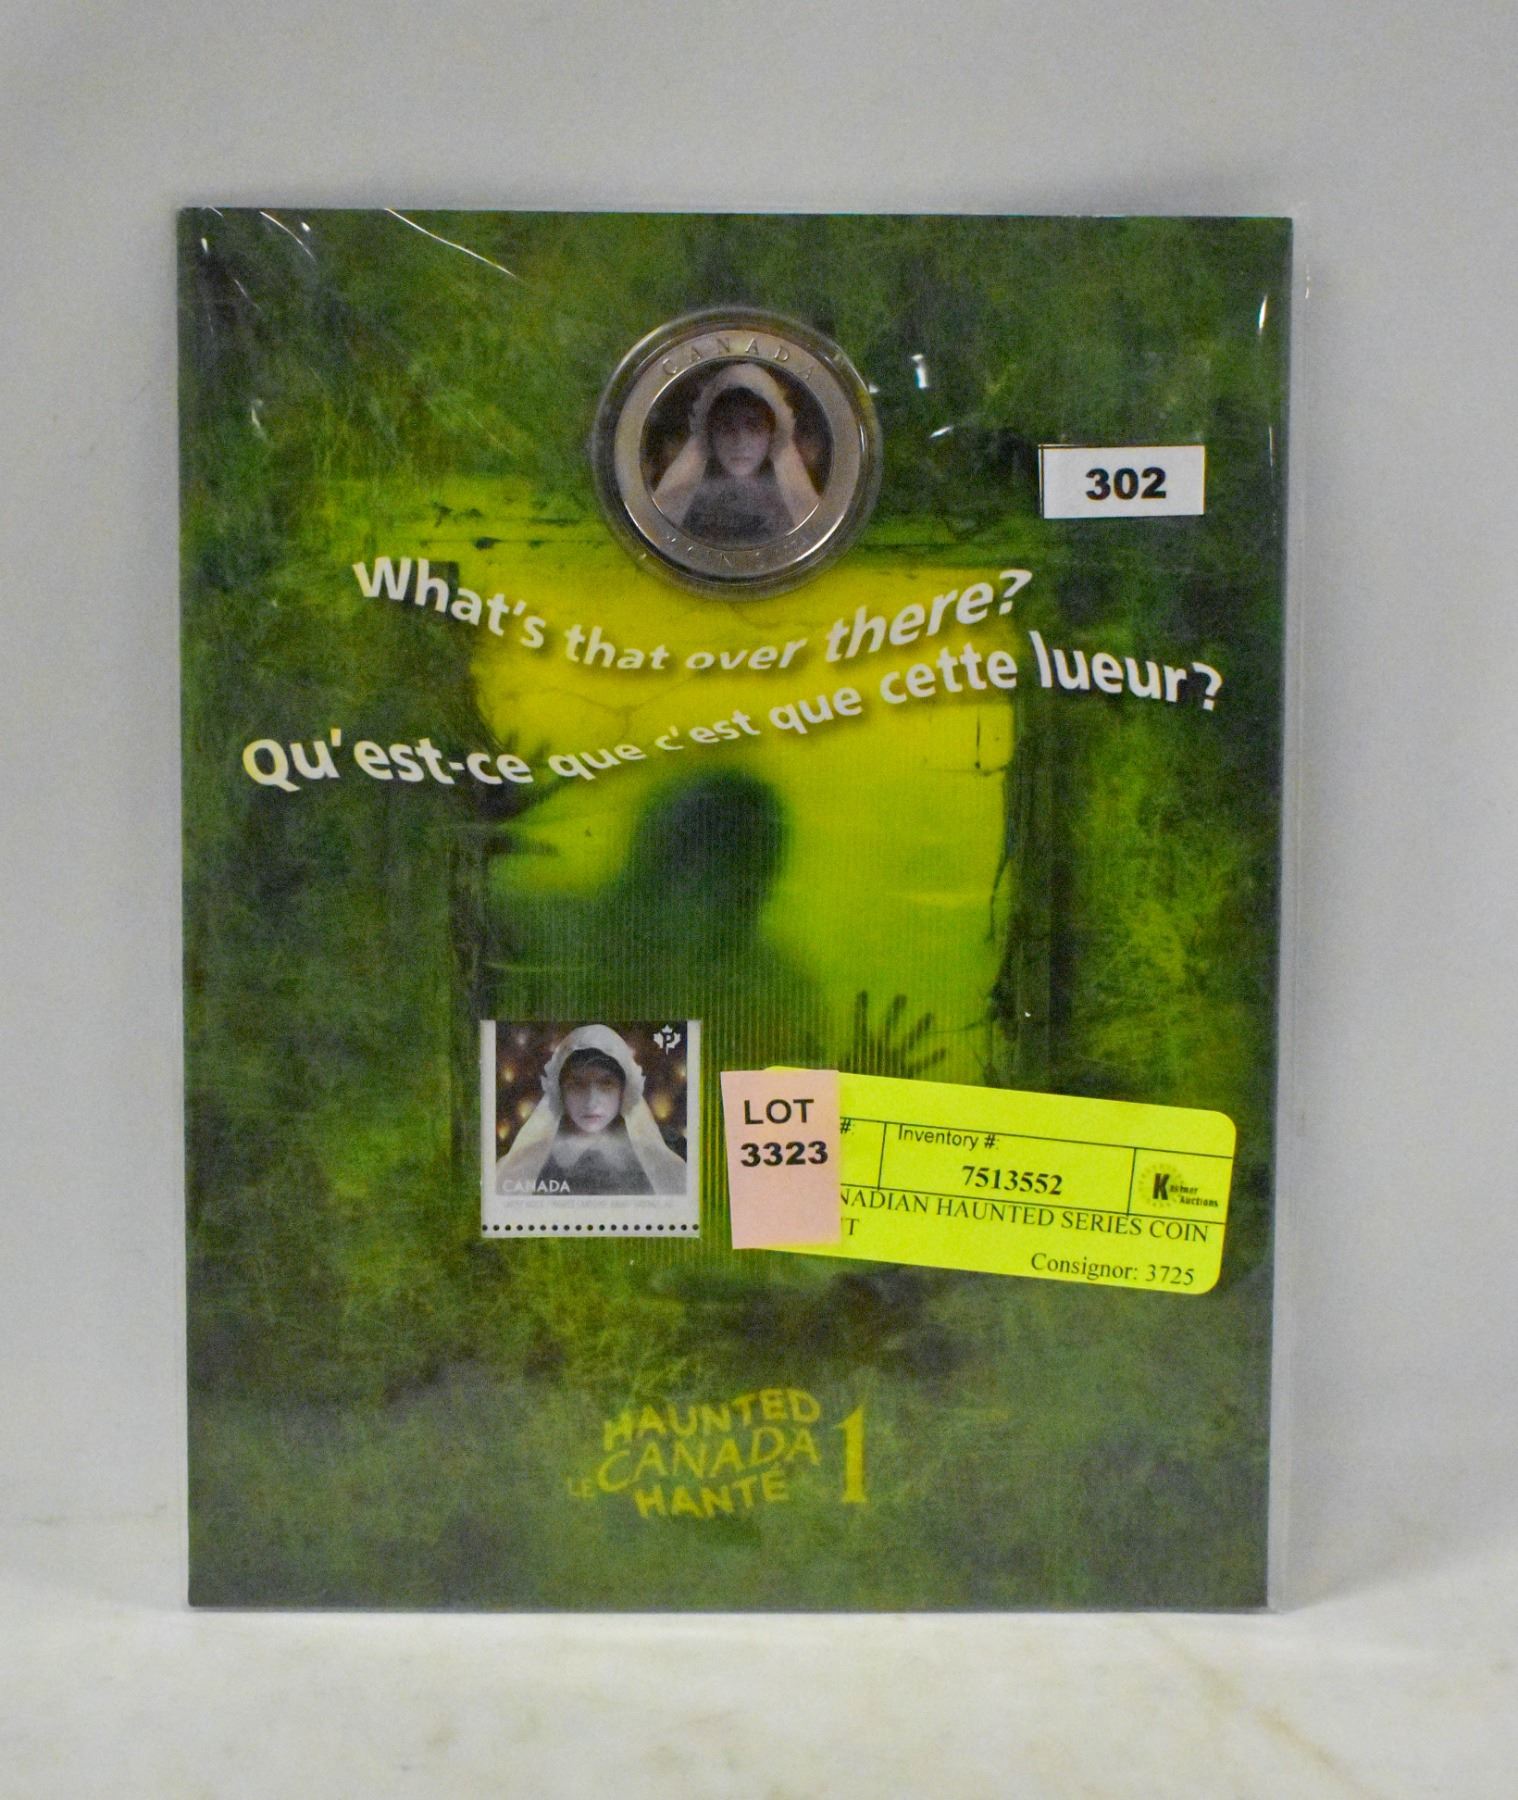 CANADA
302
What's that over there?
Qu'est-ce que c'est que cette lueur?
P
CANADA
LOT
3323
#:
Inventory #:
7513552
Auctions
NADIAN HAUNTED SERIES COIN
T
Consignor: 3725
HAUNTED
CANADA 1
LE
HANTÉ